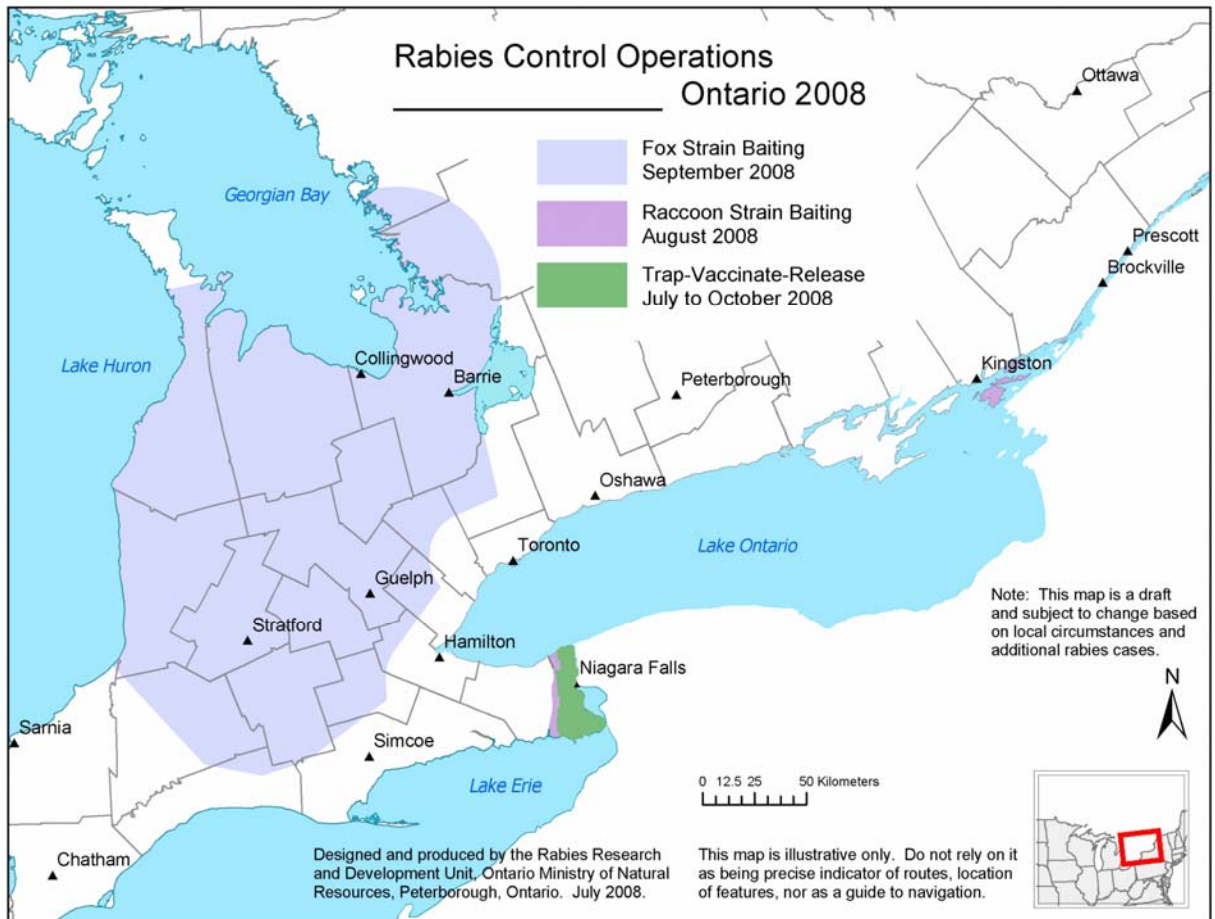 Rabies Control Operations
Ontario 2008
Fox Strain Baiting
September 2008
Raccoon Strain Baiting
August 2008
Trap-Vaccinate-Release
July to October 2008
Ottawa
Georgian Bay
Prescott
Brockville
Lake Huron
Collingwood
Barrie
Peterborough
Kingston
Oshawa
Toronto
Lake Ontario
Guelph
Stratford
Hamilton
Niagara Falls
Note: This map is a draft
and subject to change based
on local circumstances and
additional rabies cases.
N
Sarnia
Simcoe
Lake Erie
0 12.5 25 50 Kilometers
Chatham
Designed and produced by the Rabies Research
and Development Unit, Ontario Ministry of Natural
Resources, Peterborough, Ontario. July 2008.
This map is illustrative only. Do not rely on it
as being precise indicator of routes, location
of features, nor as a guide to navigation.